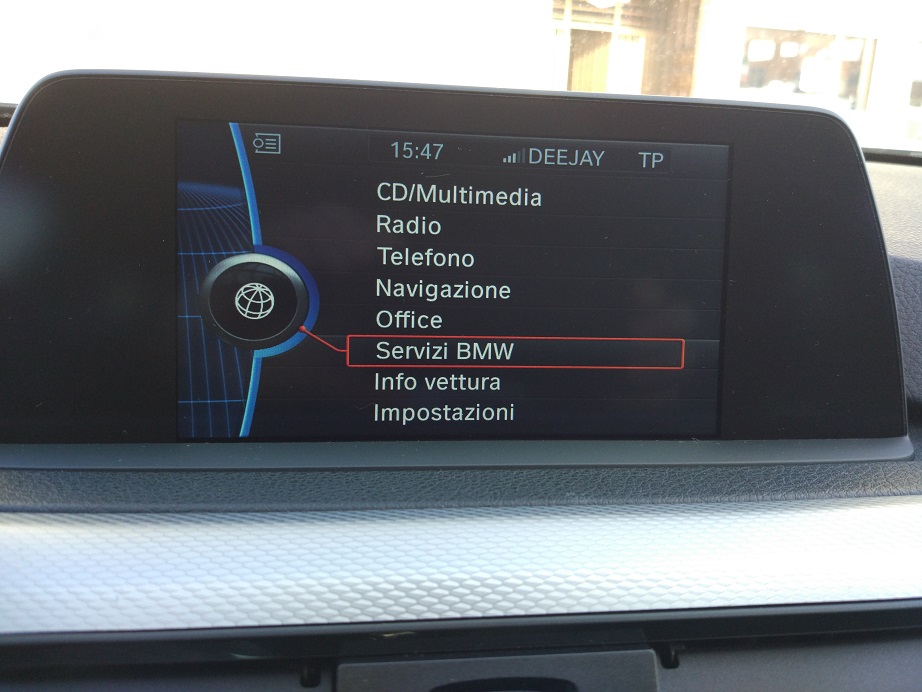 15:47 DEEJAY TP
CD/Multimedia
Radio
Telefono
Navigazione
Office
Servizi BMW
Info vettura
Impostazioni